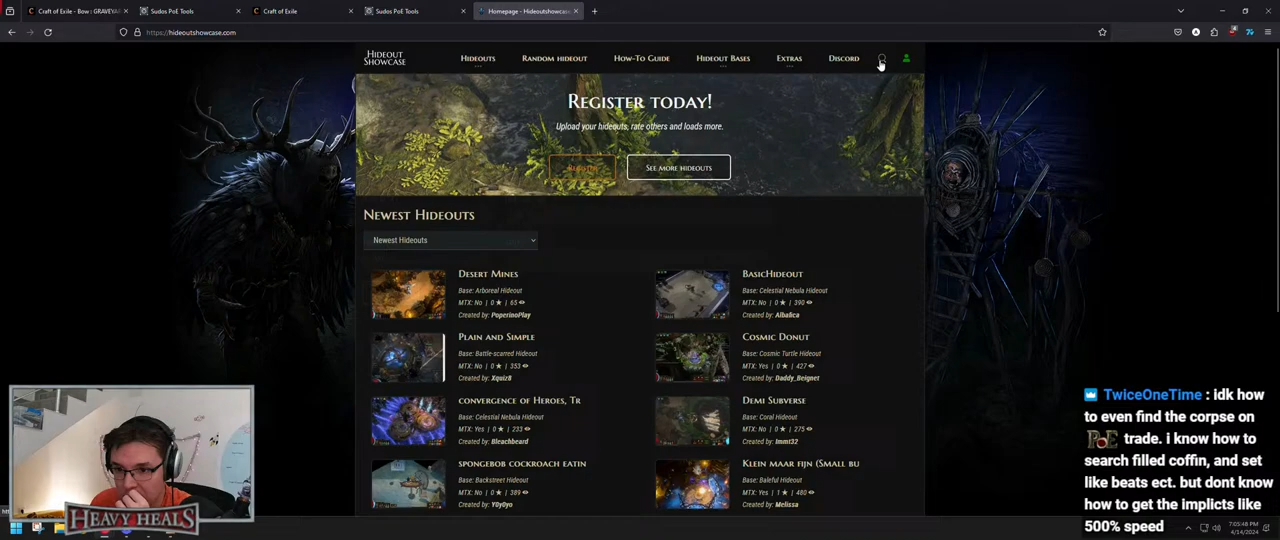 Craft of Exile - Bow : GRAVEYAR
Sudos PoE Tools
Craft of Exile
Sudos PoE Tools
Homepage - Hideoutshowcase
https://hideoutshowcase.com
Hideout Showcase
Hideouts
Random hideout
How-To Guide
Hideout Bases
Extras
Discord
Register today!
Upload your hideouts, rate others and loads more.
Register
See more hideouts
Newest Hideouts
Newest Hideouts
Desert Mines
Base: Arboreal Hideout
MTX: No | 0 ★ | 65
Created by: PoperinoPlay
BasicHideout
Base: Celestial Nebula Hideout
MTX: No | 0 ★ | 390
Created by: Albalica
Plain and Simple
Base: Battle-scarred Hideout
MTX: No | 0 ★ | 353
Created by: Xquiz8
Cosmic Donut
Base: Cosmic Turtle Hideout
MTX: Yes | 0 ★ | 427
Created by: Daddy_Beignet
convergence of Heroes, Tr
Base: Celestial Nebula Hideout
MTX: Yes | 0 ★ | 233
Created by: Bleachbeard
Demi Subverse
Base: Coral Hideout
MTX: No | 0 ★ | 275
Created by: Immt32
spongebob cockroach eatin
Base: Backstreet Hideout
MTX: No | 0 ★ | 389
Created by: Y0y0yo
Klein maar fijn (Small bu
Base: Baleful Hideout
MTX: Yes | 1 ★ | 480
Created by: Melissa
TwiceOneTime : idk how
to even find the corpse on
PoE trade. i know how to
search filled coffin, and set
like beats ect. but dont know
how to get the implicts like
500% speed
HEAVY HEALS
7:05:48 PM
4/14/2024